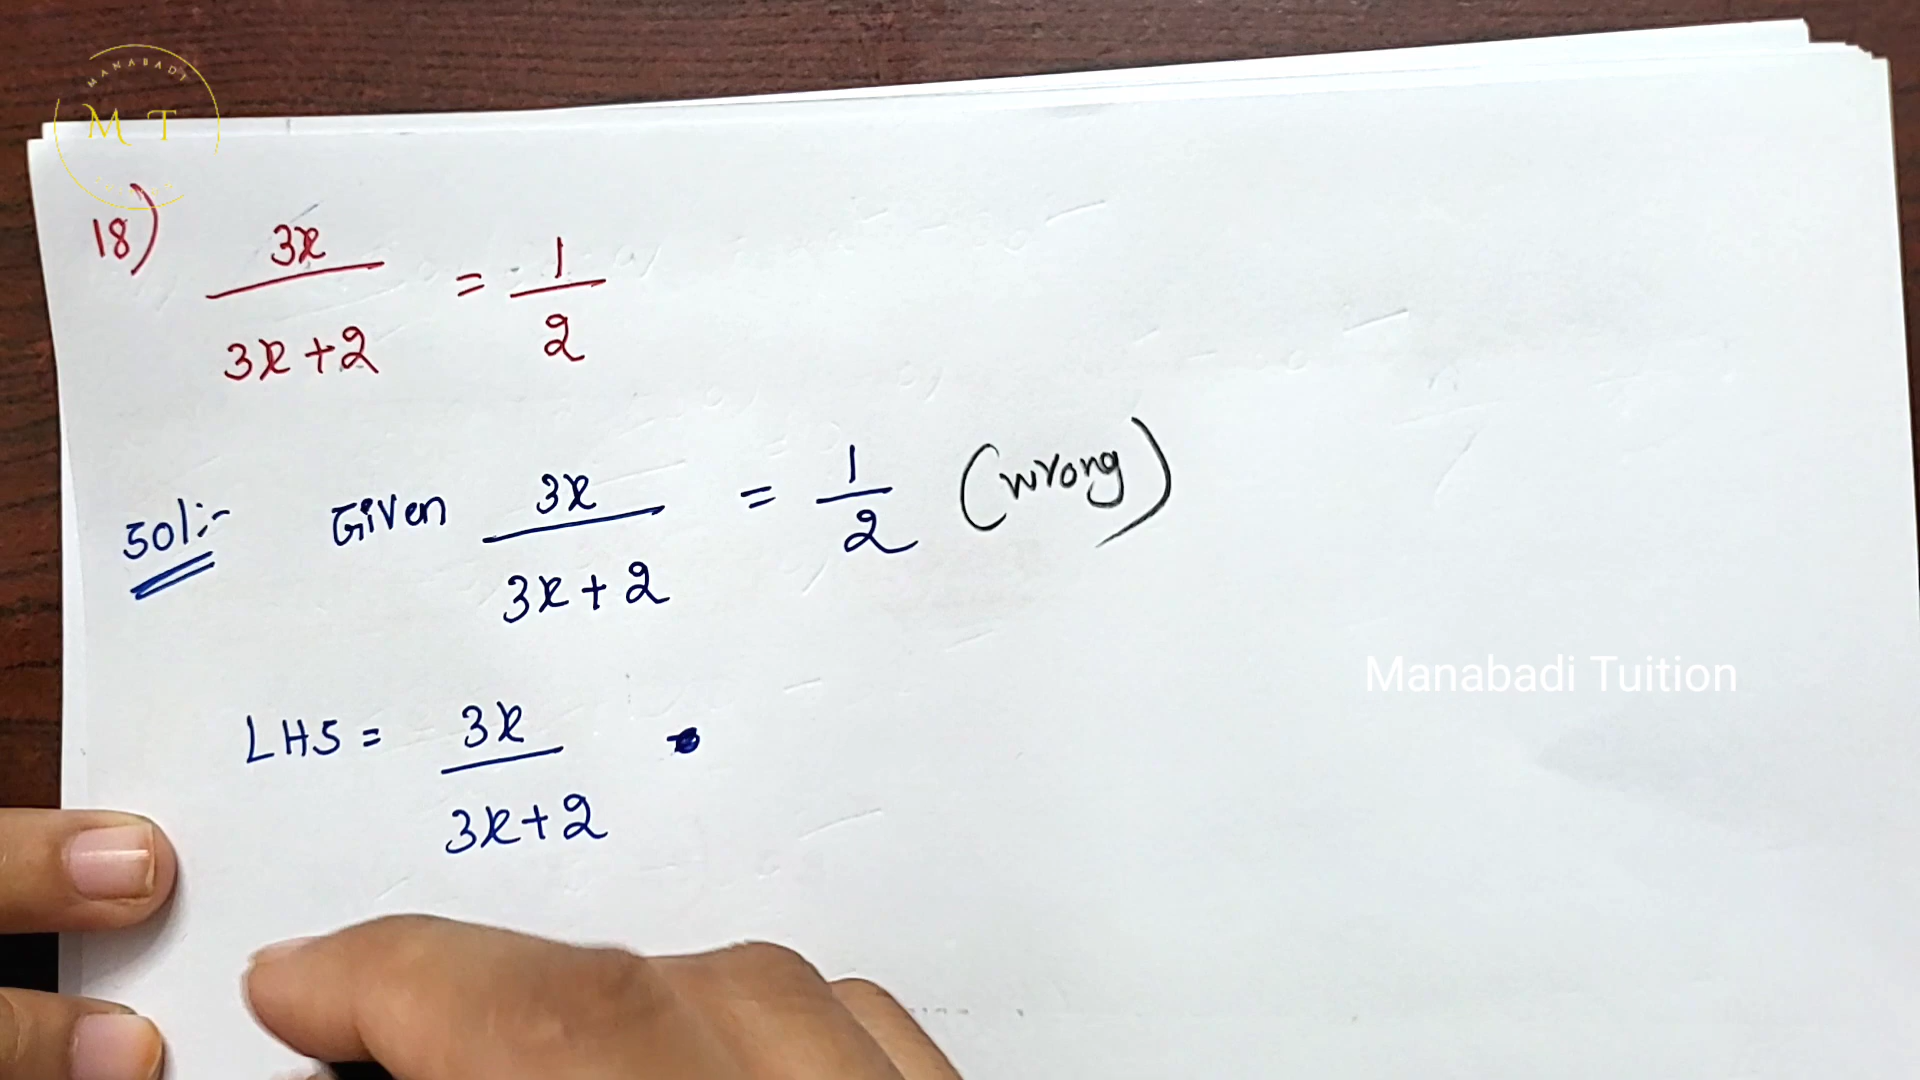 MANABADI
M T
18) 3x / 3x+2 = 1 / 2
Sol:- Given 3x / 3x+2 = 1 / 2 (wrong)
Manabadi Tuition
LHS = 3x / 3x+2